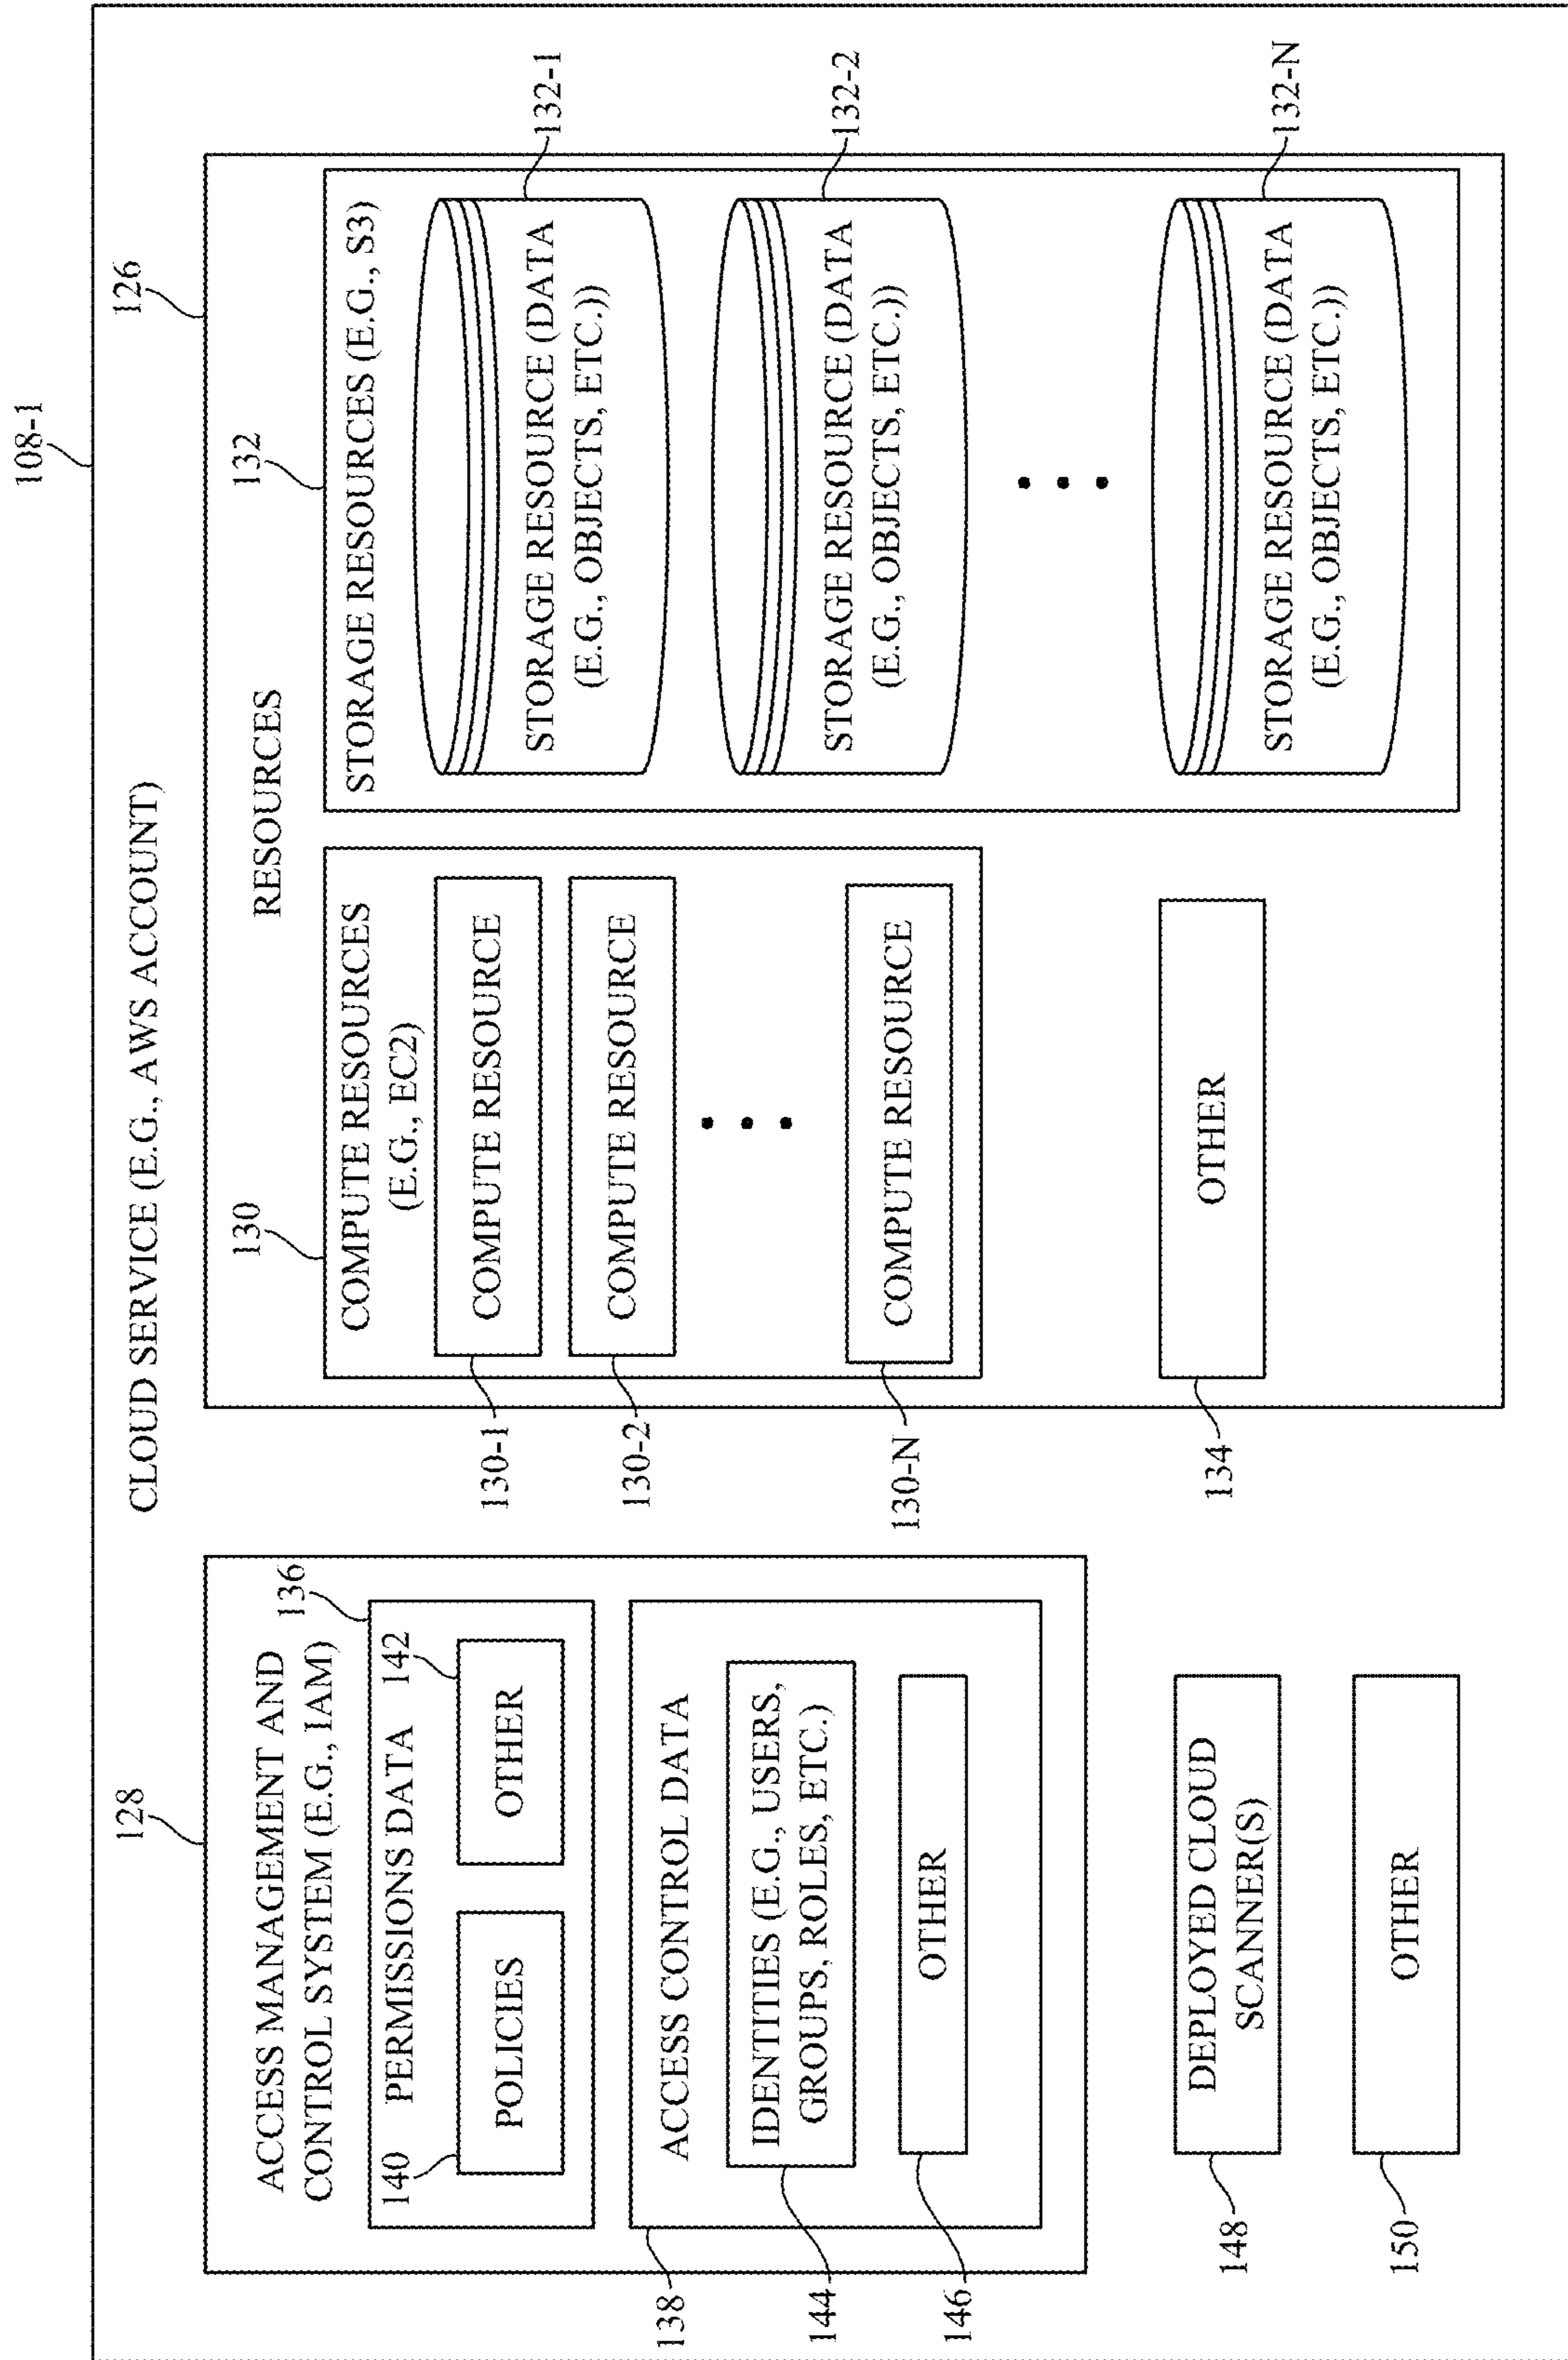 108-1
CLOUD SERVICE (E.G., AWS ACCOUNT)
128
ACCESS MANAGEMENT AND
CONTROL SYSTEM (E.G., IAM)
136
PERMISSIONS DATA
140
POLICIES
142
OTHER
138
ACCESS CONTROL DATA
144
IDENTITIES (E.G., USERS,
GROUPS, ROLES, ETC.)
146
OTHER
148
DEPLOYED CLOUD
SCANNER(S)
150
OTHER
126
RESOURCES
130
COMPUTE RESOURCES
(E.G., EC2)
130-1
COMPUTE RESOURCE
130-2
COMPUTE RESOURCE
• • •
130-N
COMPUTE RESOURCE
134
OTHER
132
STORAGE RESOURCES (E.G., S3)
132-1
STORAGE RESOURCE (DATA
(E.G., OBJECTS, ETC.))
132-2
STORAGE RESOURCE (DATA
(E.G., OBJECTS, ETC.))
• • •
132-N
STORAGE RESOURCE (DATA
(E.G., OBJECTS, ETC.))